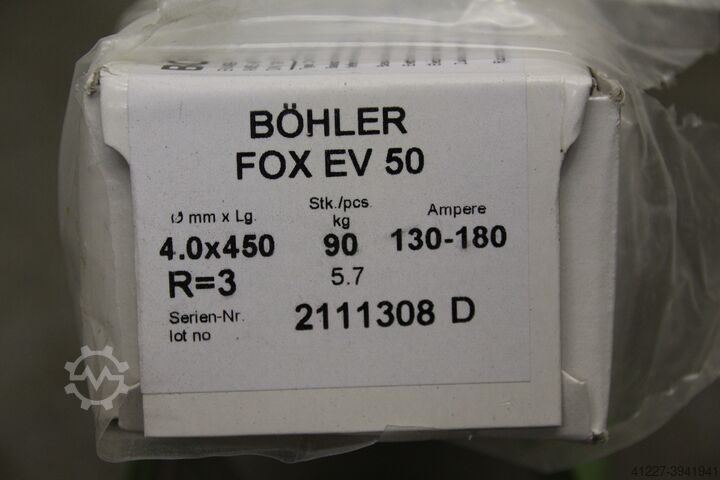 BÖHLER
FOX EV 50
Ø mm x Lg. Stk./pcs. kg Ampere
4.0x450 90 130-180
R=3 5.7
Serien-Nr. lot no 2111308 D
41227-3941941